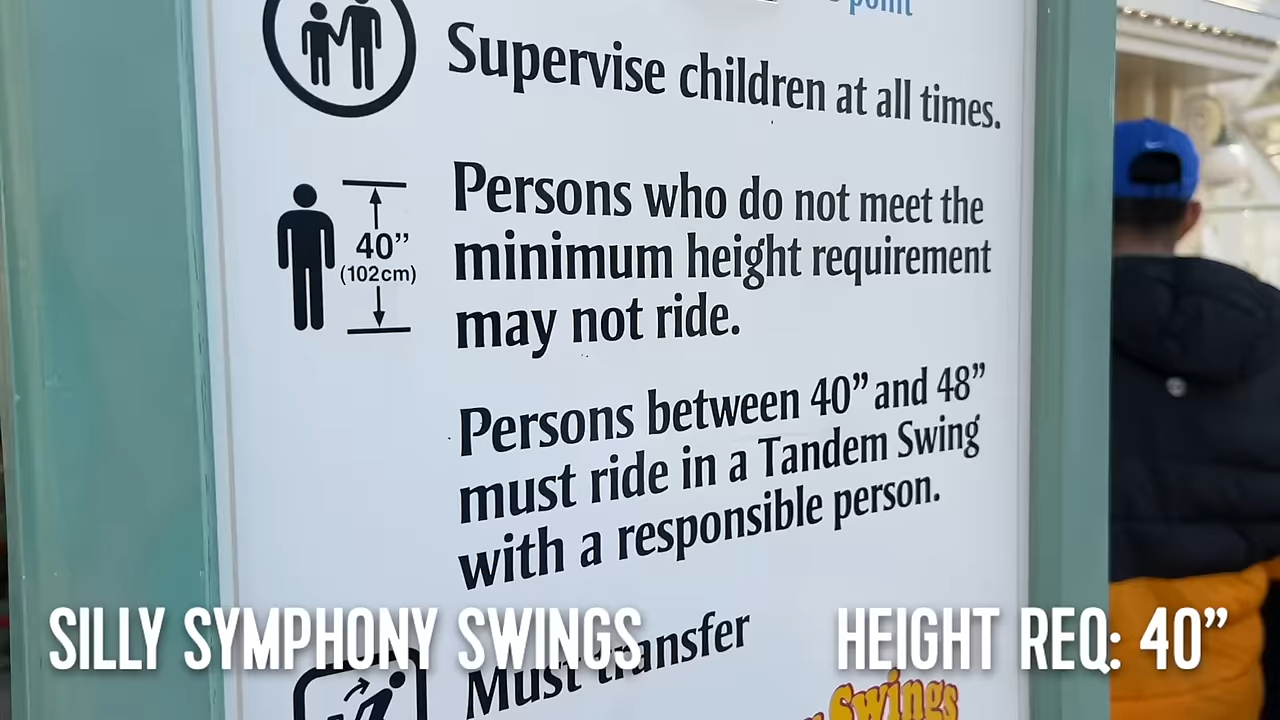 point
Supervise children at all times.
40”
(102cm)
Persons who do not meet the
minimum height requirement
may not ride.
Persons between 40” and 48”
must ride in a Tandem Swing
with a responsible person.
Must transfer
Swings
SILLY SYMPHONY SWINGS
HEIGHT REQ: 40”